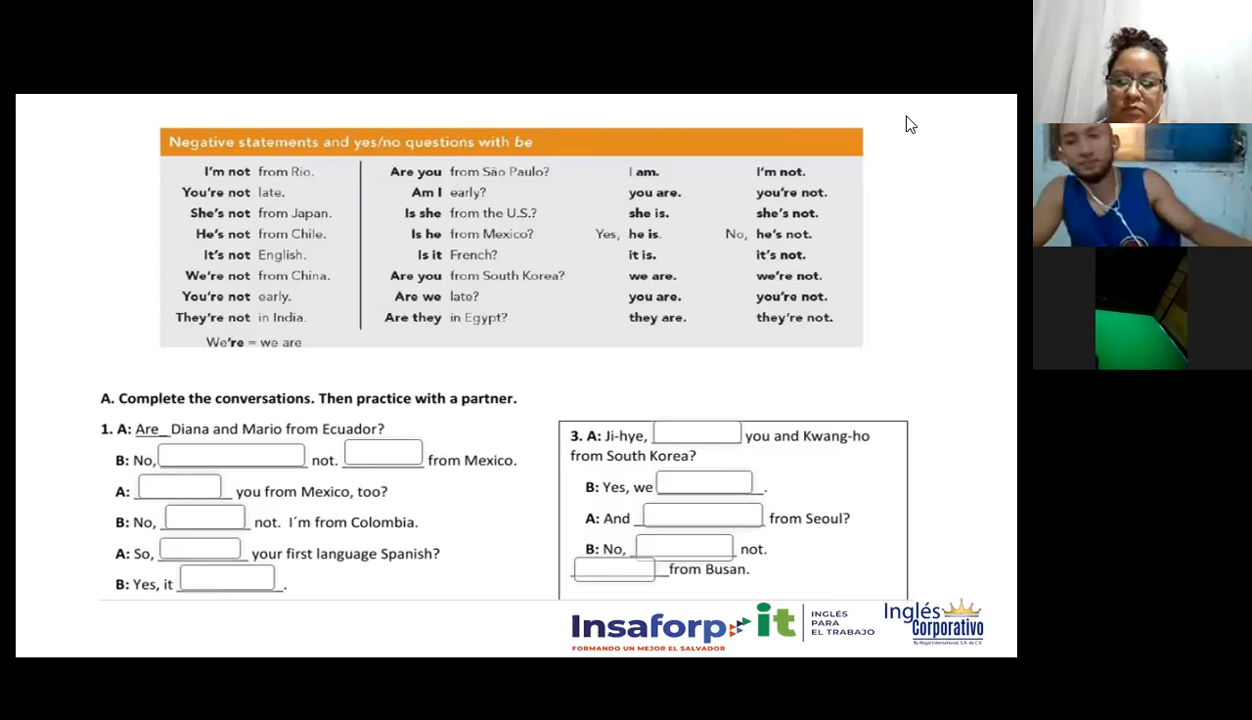 Negative statements and yes/no questions with be
I'm not from Rio.
You're not late.
She's not from Japan.
He's not from Chile.
It's not English.
We're not from China.
You're not early.
They're not in India.
We're = we are
Are you from São Paulo?
Am I early?
Is she from the U.S.?
Is he from Mexico?
Is it French?
Are you from South Korea?
Are we late?
Are they in Egypt?
Yes,
I am.
you are.
she is.
he is.
it is.
we are.
you are.
they are.
No,
I'm not.
you're not.
she's not.
he's not.
it's not.
we're not.
you're not.
they're not.
A. Complete the conversations. Then practice with a partner.
1. A: Are_ Diana and Mario from Ecuador?
B: No, not. from Mexico.
A: you from Mexico, too?
B: No, not. I´m from Colombia.
A: So, your first language Spanish?
B: Yes, it .
3. A: Ji-hye, you and Kwang-ho
from South Korea?
B: Yes, we .
A: And from Seoul?
B: No, not.
from Busan.
Insaforp
FORMANDO UN MEJOR EL SALVADOR
it
INGLÉS
PARA
EL TRABAJO
Inglés
Corporativo
By Regal International, S.A. de C.V.